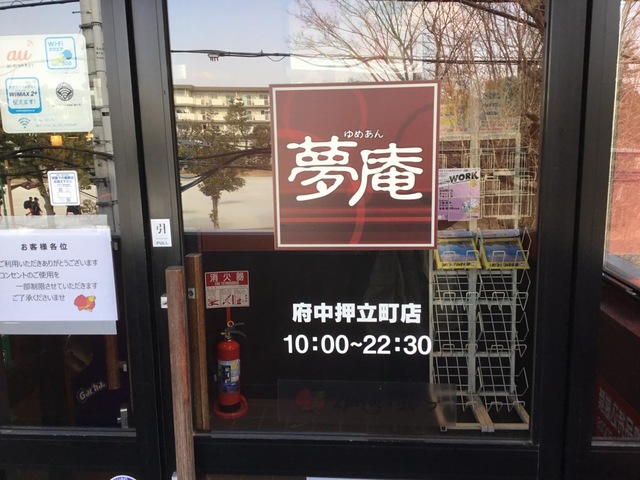 au
Wi-Fi
WiMAX 2+
お客様各位
ご利用いただきありがとうございます
コンセントのご使用を
一部制限させていただきます
ご了承くださいませ
引
PULL
ゆめあん
夢庵
WORK
消火器
府中押立町店
10:00~22:30